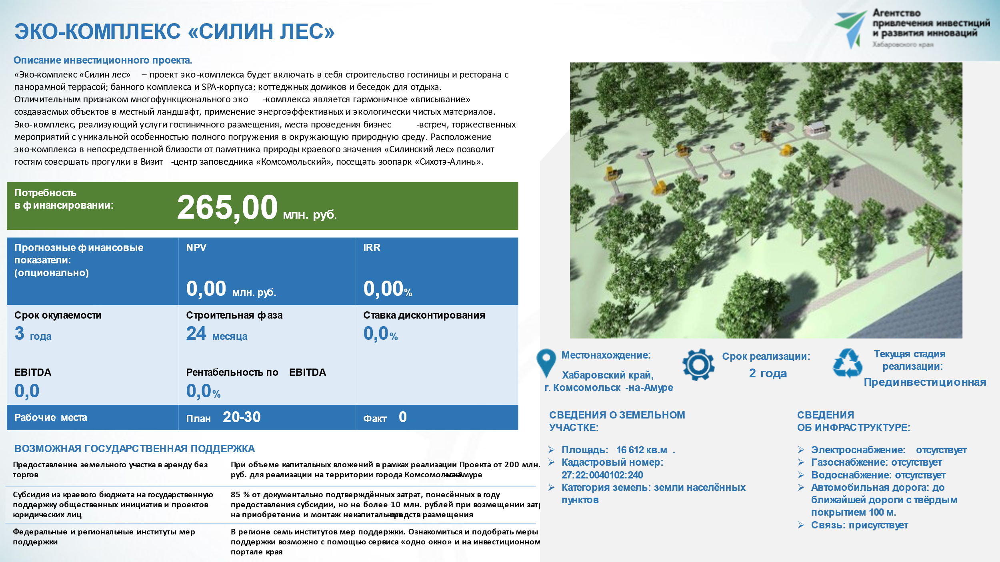 ЭКО-КОМПЛЕКС «СИЛИН ЛЕС»
Агентство
привлечения инвестиций
и развития инноваций
Хабаровского края
Описание инвестиционного проекта.
«Эко-комплекс «Силин лес» – проект эко-комплекса будет включать в себя строительство гостиницы и ресторана с
панорамной террасой; банного комплекса и SPA-корпуса; коттеджных домиков и беседок для отдыха.
Отличительным признаком многофункционального эко-комплекса является гармоничное «вписывание»
создаваемых объектов в местный ландшафт, применение энергоэффективных и экологически чистых материалов.
Эко-комплекс, реализующий услуги гостиничного размещения, места проведения бизнес-встреч, торжественных
мероприятий с уникальной особенностью полного погружения в окружающую природную среду. Расположение
эко-комплекса в непосредственной близости от памятника природы краевого значения «Силинский лес» позволит
гостям совершать прогулки в Визит-центр заповедника «Комсомольский», посещать зоопарк «Сихотэ-Алинь».
Потребность
в финансировании:
265,00 млн. руб.
Прогнозные финансовые
показатели:
(опционально)
NPV
0,00 млн. руб.
IRR
0,00%
Срок окупаемости
3 года
Строительная фаза
24 месяца
Ставка дисконтирования
0,0%
EBITDA
0,0
Рентабельность по EBITDA
0,0%
Рабочие места
План 20-30
Факт 0
ВОЗМОЖНАЯ ГОСУДАРСТВЕННАЯ ПОДДЕРЖКА
Предоставление земельного участка в аренду без
торгов
При объеме капитальных вложений в рамках реализации Проекта от 200 млн.
руб. для реализации на территории города Комсомольска-на-Амуре
Субсидия из краевого бюджета на государственную
поддержку общественных инициатив и проектов
юридических лиц
85 % от документально подтверждённых затрат, понесённых в году
предоставления субсидии, но не более 10 млн. рублей при возмещении затр
на приобретение и монтаж некапитальных средств размещения
Федеральные и региональные институты мер
поддержки
В регионе семь институтов мер поддержки. Ознакомиться и подобрать меры
поддержки возможно с помощью сервиса «одно окно» и на инвестиционном
портале края
Местонахождение:
Хабаровский край,
г. Комсомольск-на-Амуре
Срок реализации:
2 года
Текущая стадия
реализации:
Прединвестиционная
СВЕДЕНИЯ О ЗЕМЕЛЬНОМ
УЧАСТКЕ:
➢ Площадь: 16 612 кв.м.
➢ Кадастровый номер:
27:22:0040102:240
➢ Категория земель: земли населённых
пунктов
СВЕДЕНИЯ
ОБ ИНФРАСТРУКТУРЕ:
➢ Электроснабжение: отсутствует
➢ Газоснабжение: отсутствует
➢ Водоснабжение: отсутствует
➢ Автомобильная дорога: до
ближайшей дороги с твёрдым
покрытием 100 м.
➢ Связь: присутствует